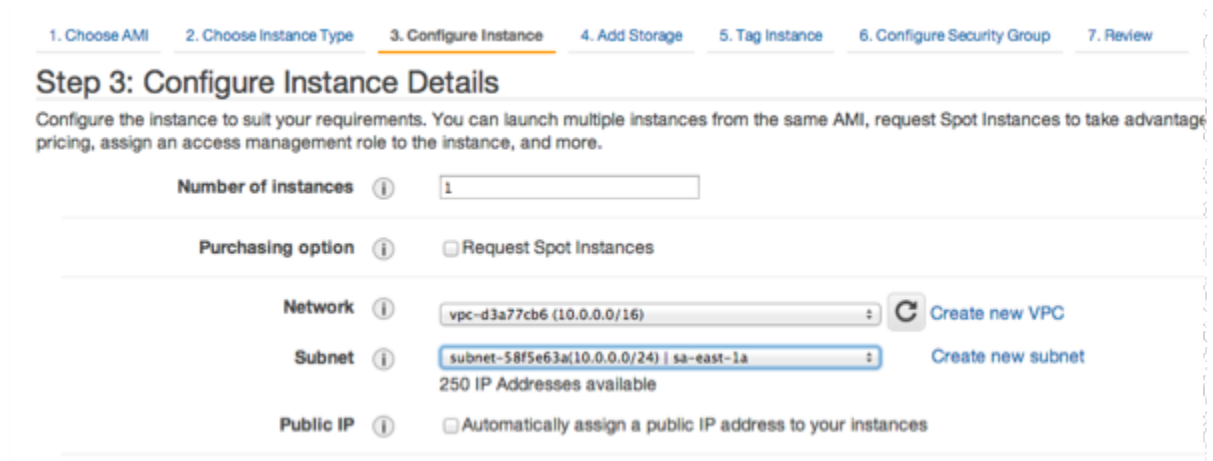 1. Choose AMI 2. Choose Instance Type 3. Configure Instance 4. Add Storage 5. Tag Instance 6. Configure Security Group 7. Review
Step 3: Configure Instance Details
Configure the instance to suit your requirements. You can launch multiple instances from the same AMI, request Spot Instances to take advantage
pricing, assign an access management role to the instance, and more.
Number of instances 1
Purchasing option Request Spot Instances
Network vpc-d3a77cb6 (10.0.0.0/16) Create new VPC
Subnet subnet-58f5e63a(10.0.0.0/24) | sa-east-1a Create new subnet
250 IP Addresses available
Public IP Automatically assign a public IP address to your instances